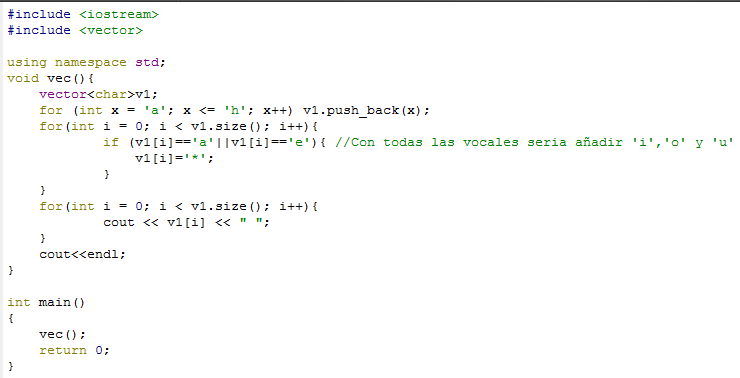 #include <iostream>
#include <vector>
using namespace std;
void vec(){
vector<char>v1;
for (int x = 'a'; x <= 'h'; x++) v1.push_back(x);
for(int i = 0; i < v1.size(); i++){
if (v1[i]=='a'||v1[i]=='e'){ //Con todas las vocales seria añadir 'i','o' y 'u'
v1[i]='*';
}
}
for(int i = 0; i < v1.size(); i++){
cout << v1[i] << " ";
}
cout<<endl;
}
int main()
{
vec();
return 0;
}